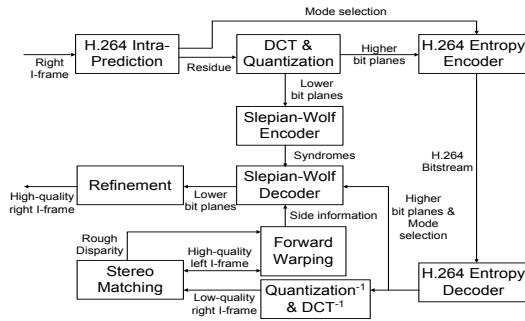 Mode selection
H.264 Intra-
Prediction
DCT &
Quantization
H.264 Entropy
Encoder
Right
I-frame
Residue
Higher
bit planes
Lower
bit planes
Slepian-Wolf
Encoder
Syndromes
H.264
Bitstream
Refinement
Slepian-Wolf
Decoder
High-quality
right I-frame
Lower
bit planes
Higher
bit planes &
Mode
selection
Side information
Rough
Disparity
High-quality
left I-frame
Forward
Warping
Stereo
Matching
Low-quality
right I-frame
Quantization⁻¹
& DCT⁻¹
H.264 Entropy
Decoder